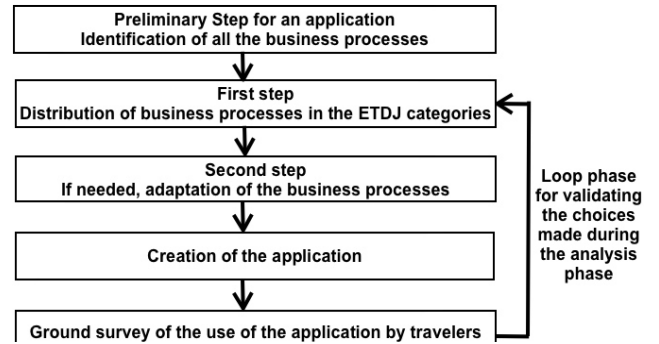 Preliminary Step for an application
Identification of all the business processes
First step
Distribution of business processes in the ETDJ categories
Second step
If needed, adaptation of the business processes
Creation of the application
Ground survey of the use of the application by travelers
Loop phase
for validating
the choices
made during
the analysis
phase